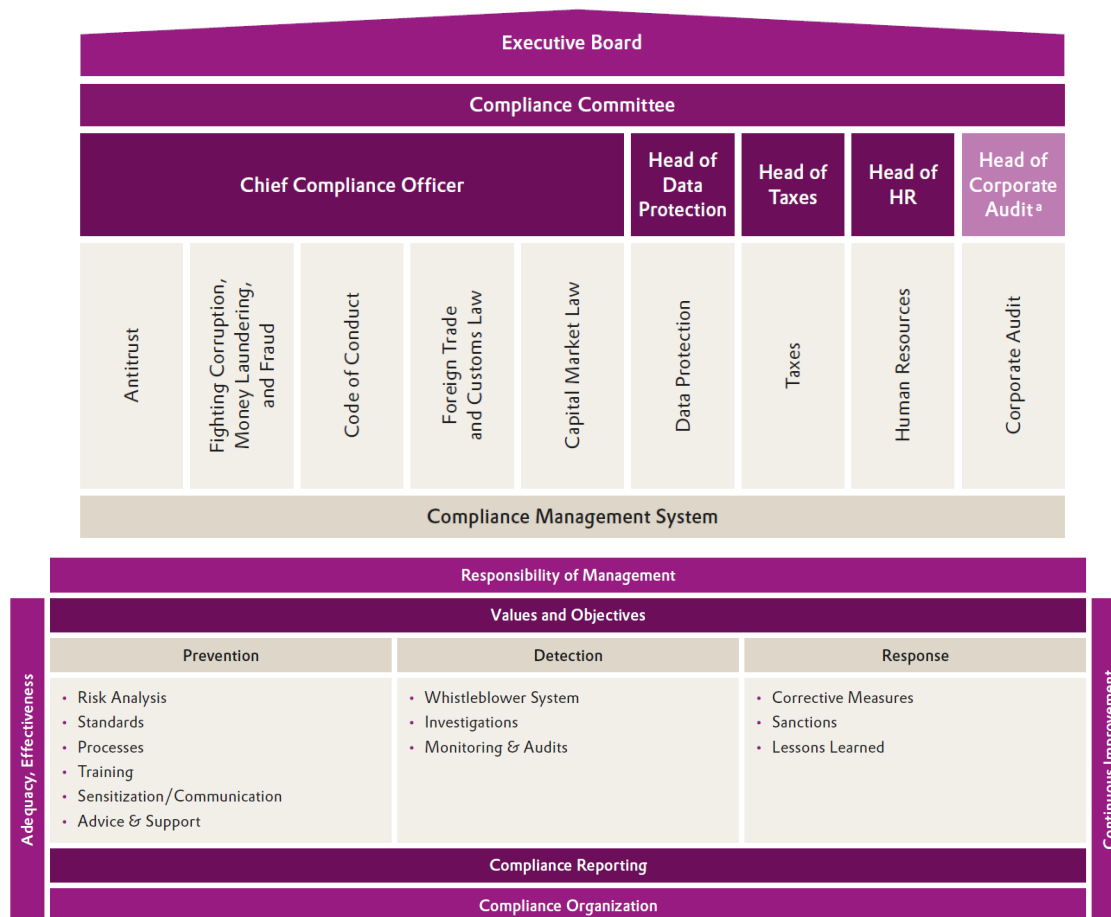 Executive Board
Compliance Committee
Chief Compliance Officer
Head of
Data
Protection
Head of
Taxes
Head of
HR
Head of
Corporate
Audit a
Antitrust
Fighting Corruption,
Money Laundering,
and Fraud
Code of Conduct
Foreign Trade
and Customs Law
Capital Market Law
Data Protection
Taxes
Human Resources
Corporate Audit
Compliance Management System
Responsibility of Management
Adequacy, Effectiveness
Values and Objectives
Prevention
• Risk Analysis
• Standards
• Processes
• Training
• Sensitization/Communication
• Advice & Support
Detection
• Whistleblower System
• Investigations
• Monitoring & Audits
Response
• Corrective Measures
• Sanctions
• Lessons Learned
Continuous Improvement
Compliance Reporting
Compliance Organization